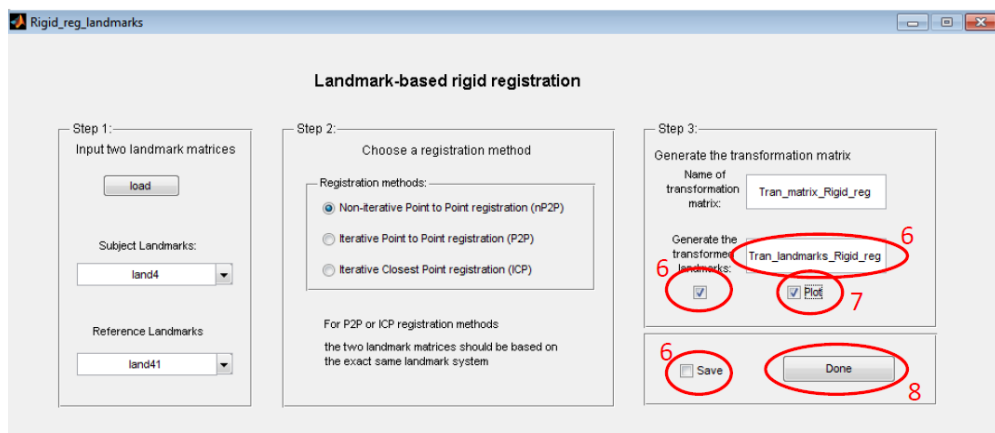 Rigid_reg_landmarks
Landmark-based rigid registration
Step 1:
Input two landmark matrices
load
Subject Landmarks:
land4
Reference Landmarks
land41
Step 2:
Choose a registration method
Registration methods:
Non-iterative Point to Point registration (nP2P)
Iterative Point to Point registration (P2P)
Iterative Closest Point registration (ICP)
For P2P or ICP registration methods
the two landmark matrices should be based on
the exact same landmark system
Step 3:
Generate the transformation matrix
Name of
transformation
matrix:
Tran_matrix_Rigid_reg
Generate the
transformed
landmarks:
Tran_landmarks_Rigid_reg
6
6
Plot
7
6
Save
Done
8